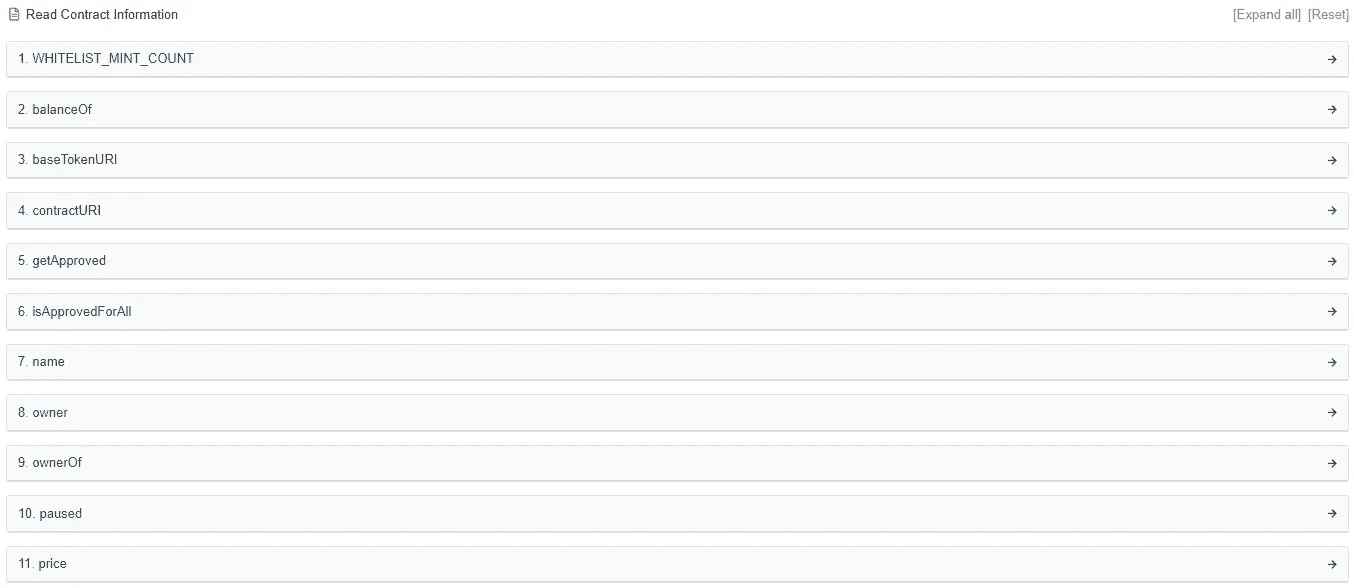 Read Contract Information [Expand all] [Reset]
1. WHITELIST_MINT_COUNT
2. balanceOf
3. baseTokenURI
4. contractURI
5. getApproved
6. isApprovedForAll
7. name
8. owner
9. ownerOf
10. paused
11. price